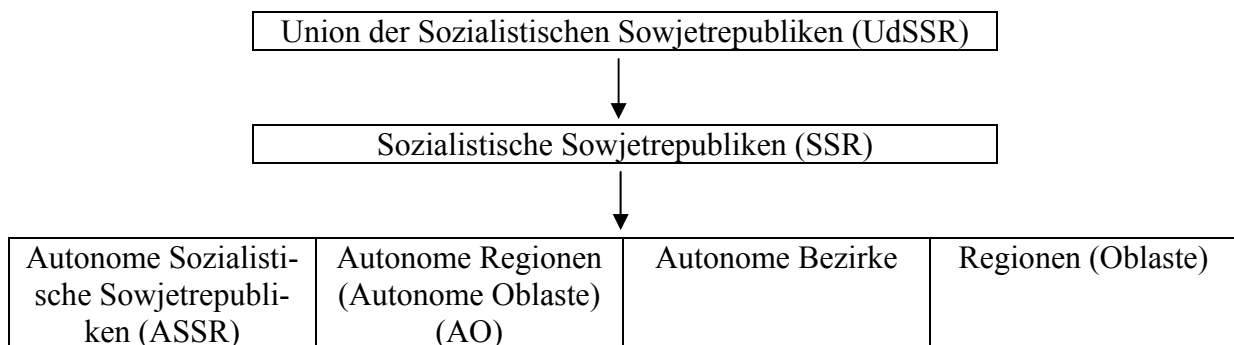 Union der Sozialistischen Sowjetrepubliken (UdSSR)
Sozialistische Sowjetrepubliken (SSR)
Autonome Sozialisti-
sche Sowjetrepubli-
ken (ASSR)
Autonome Regionen
(Autonome Oblaste)
(AO)
Autonome Bezirke
Regionen (Oblaste)